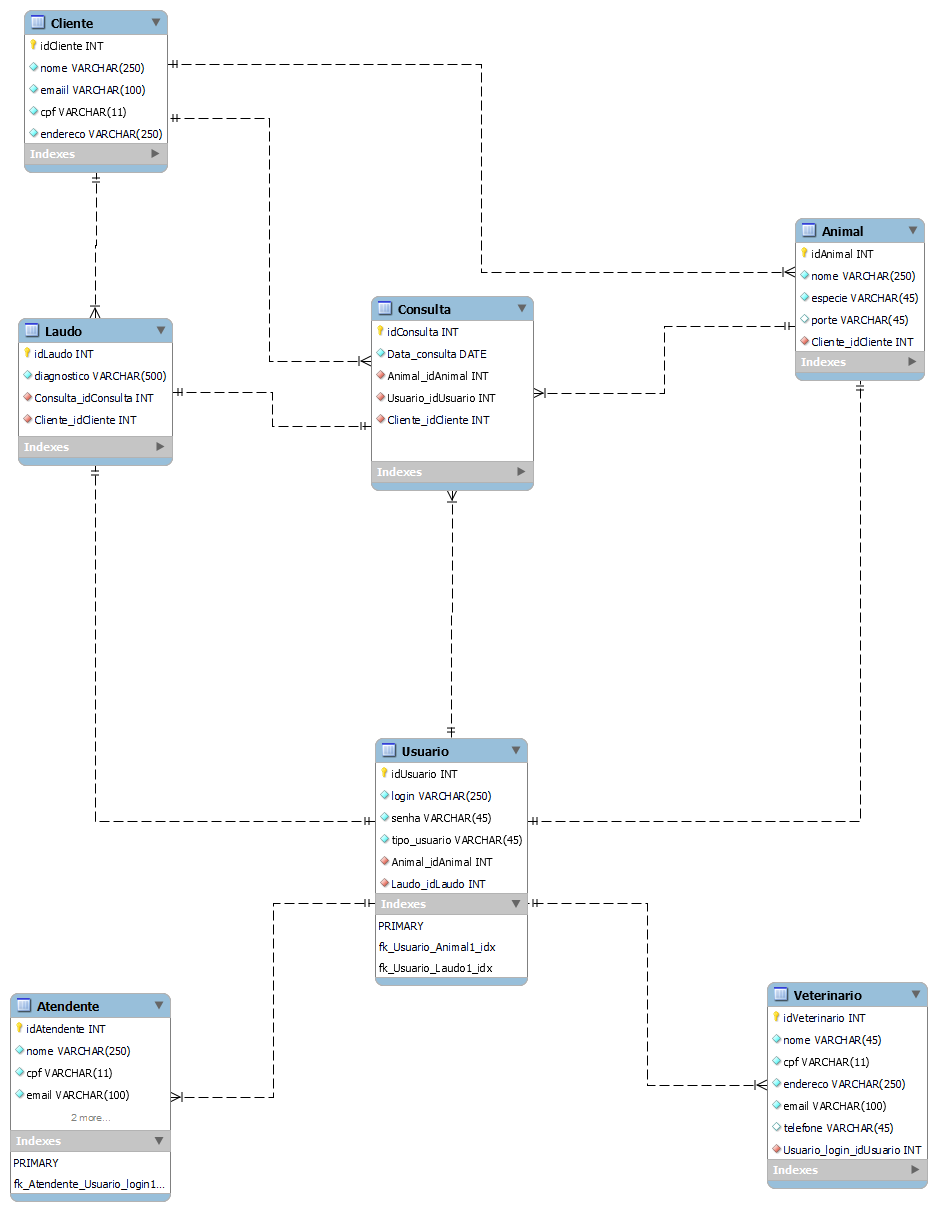 Cliente
idCliente INT
nome VARCHAR(250)
emaiil VARCHAR(100)
cpf VARCHAR(11)
endereco VARCHAR(250)
Indexes
Animal
idAnimal INT
nome VARCHAR(250)
especie VARCHAR(45)
porte VARCHAR(45)
Cliente_idCliente INT
Indexes
Consulta
idConsulta INT
Data_consulta DATE
Animal_idAnimal INT
Usuario_idUsuario INT
Cliente_idCliente INT
Indexes
Laudo
idLaudo INT
diagnostico VARCHAR(500)
Consulta_idConsulta INT
Cliente_idCliente INT
Indexes
Usuario
idUsuario INT
login VARCHAR(250)
senha VARCHAR(45)
tipo_usuario VARCHAR(45)
Animal_idAnimal INT
Laudo_idLaudo INT
Indexes
PRIMARY
fk_Usuario_Animal1_idx
fk_Usuario_Laudo1_idx
Atendente
idAtendente INT
nome VARCHAR(250)
cpf VARCHAR(11)
email VARCHAR(100)
2 more...
Indexes
PRIMARY
fk_Atendente_Usuario_login1...
Veterinario
idVeterinario INT
nome VARCHAR(45)
cpf VARCHAR(11)
endereco VARCHAR(250)
email VARCHAR(100)
telefone VARCHAR(45)
Usuario_login_idUsuario INT
Indexes